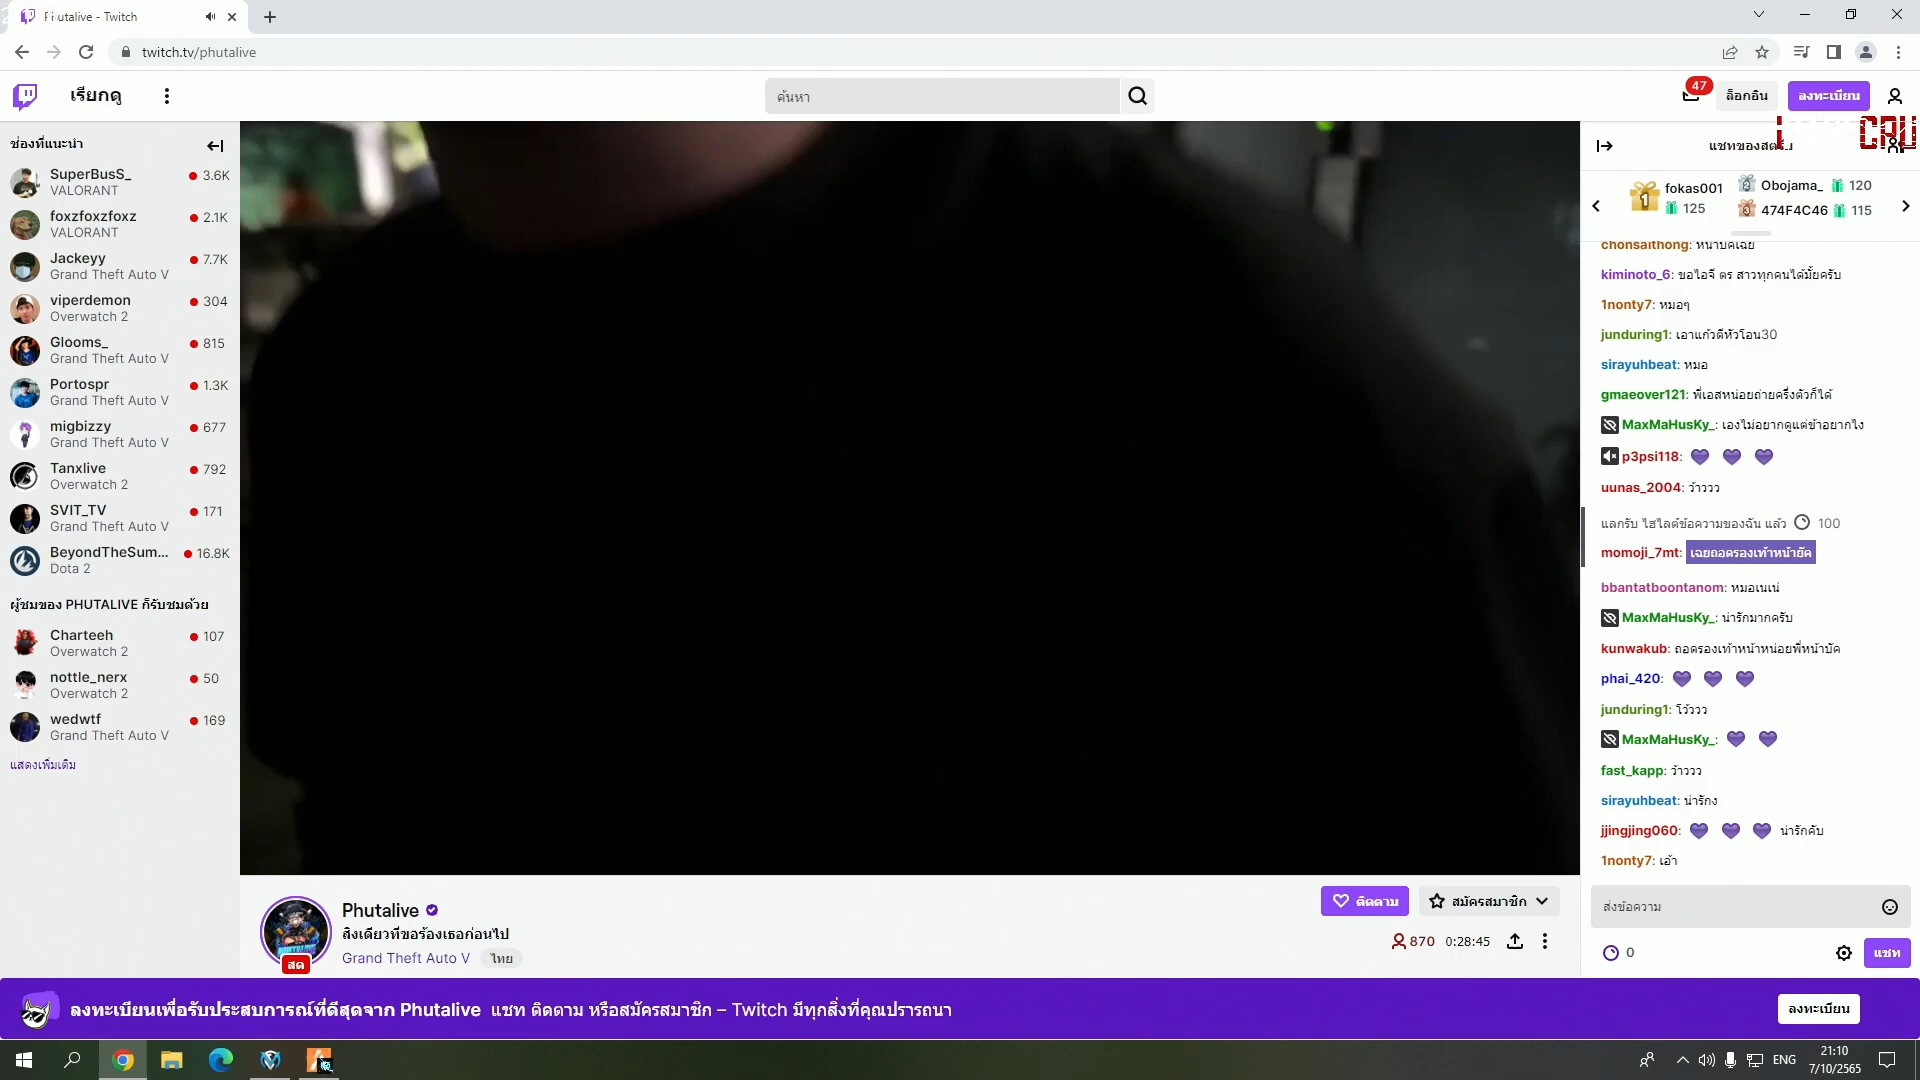 Phutalive - Twitch
twitch.tv/phutalive
เรียกดู
ค้นหา
47
ล็อกอิน
ลงทะเบียน
ช่องที่แนะนำ
SuperBusS_
3.6K
VALORANT
foxzfoxzfoxz
2.1K
VALORANT
Jackeyy
7.7K
Grand Theft Auto V
viperdemon
304
Overwatch 2
Glooms_
815
Grand Theft Auto V
Portospr
1.3K
Grand Theft Auto V
migbizzy
677
Grand Theft Auto V
Tanxlive
792
Overwatch 2
SVIT_TV
171
Grand Theft Auto V
BeyondTheSum...
16.8K
Dota 2
ผู้ชมของ PHUTALIVE ก็รับชมด้วย
Charteeh
107
Overwatch 2
nottle_nerx
50
Overwatch 2
wedwtf
169
Grand Theft Auto V
แสดงเพิ่มเติม
CPU
fokas001
125
Obojama_ 120
474F4C46 115
chonsaithong: หน้าบัคเฉย
kiminoto_6: ขอไอจี ตร สาวทุกคนได้มั้ยครับ
1nonty7: หมอๆ
junduring1: เอาแก้วตีหัวโอน30
sirayuhbeat: หมอ
gmaeover121: พี่เอสหน่อยถ่ายครึ่งตัวก็ได้
MaxMaHusKy_: เองไม่อยากดูแต่ข้าอยากไง
p3psi118:
uunas_2004: ว้าววว
แลกรับ ไฮไลต์ข้อความของฉัน แล้ว 100
momoji_7mt: เฉยถอดรองเท้าหน้ายัค
bbantatboontanom: หมอเนเน่
MaxMaHusKy_: น่ารักมากครับ
kunwakub: ถอดรองเท้าหน้าหน่อยพี่หน้าบัค
phai_420:
junduring1: โว้ววว
MaxMaHusKy_:
fast_kapp: ว้าววว
sirayuhbeat: น่ารักง
jjingjing060: น่ารักคับ
1nonty7: เอ้า
ส่งข้อความ
0
แชท
Phutalive
สิ่งเดียวที่ขอร้องเธอก่อนไป
Grand Theft Auto V ไทย
สด
ติดตาม
สมัครสมาชิก
870 0:28:45
ลงทะเบียนเพื่อรับประสบการณ์ที่ดีสุดจาก Phutalive แชท ติดตาม หรือสมัครสมาชิก – Twitch มีทุกสิ่งที่คุณปรารถนา
ลงทะเบียน
ENG
21:10
7/10/2565